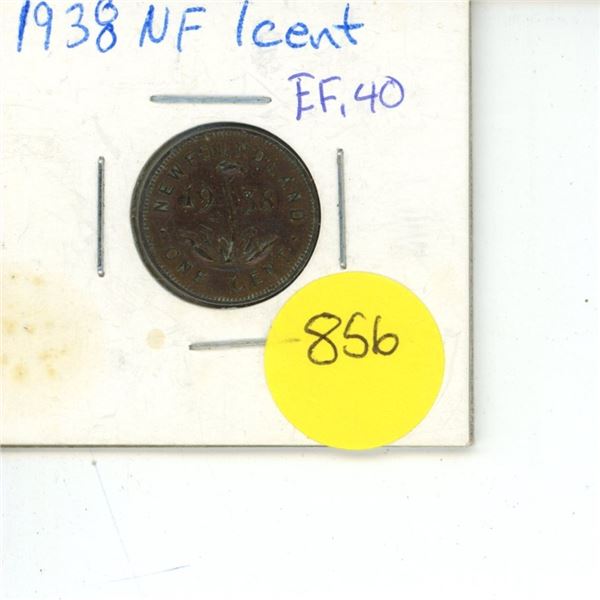 1938 NF 1cent
EF.40
NEWFOUNDLAND
1938
ONE CENT
856